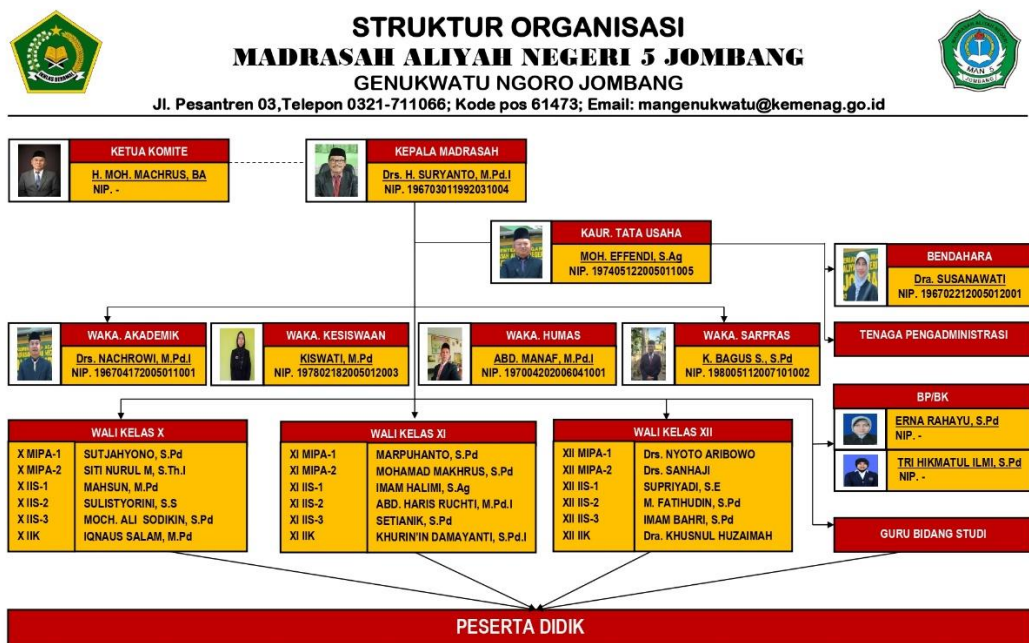 STRUKTUR ORGANISASI
MADRASAH ALIYAH NEGERI 5 JOMBANG
GENUKWATU NGORO JOMBANG
Jl. Pesantren 03,Telepon 0321-711066; Kode pos 61473; Email: mangenukwatu@kemenag.go.id
IKHLAS BERAMAL
MAN 5
JOMBANG
KETUA KOMITE
H. MOH. MACHRUS, BA
NIP. -
KEPALA MADRASAH
Drs. H. SURYANTO, M.Pd.I
NIP. 196703011992031004
KAUR. TATA USAHA
MOH. EFFENDI, S.Ag
NIP. 197405122005011005
BENDAHARA
Dra. SUSANAWATI
NIP. 196702212005012001
TENAGA PENGADMINISTRASI
WAKA. AKADEMIK
Drs. NACHROWI, M.Pd.I
NIP. 196704172005011001
WAKA. KESISWAAN
KISWATI, M.Pd
NIP. 197802182005012003
WAKA. HUMAS
ABD. MANAF, M.Pd.I
NIP. 197004202006041001
WAKA. SARPRAS
K. BAGUS S., S.Pd
NIP. 198005112007101002
BP/BK
ERNA RAHAYU, S.Pd
NIP. -
TRI HIKMATUL ILMI, S.Pd
NIP. -
WALI KELAS X
X MIPA-1 SUTJAHYONO, S.Pd
X MIPA-2 SITI NURUL M, S.Th.I
X IIS-1 MAHSUN, M.Pd
X IIS-2 SULISTYORINI, S.S
X IIS-3 MOCH. ALI SODIKIN, S.Pd
X IIK IQNAUS SALAM, M.Pd
WALI KELAS XI
XI MIPA-1 MARPUHANTO, S.Pd
XI MIPA-2 MOHAMAD MAKHRUS, S.Pd
XI IIS-1 IMAM HALIMI, S.Ag
XI IIS-2 ABD. HARIS RUCHTI, M.Pd.I
XI IIS-3 SETIANIK, S.Pd
XI IIK KHURIN'IN DAMAYANTI, S.Pd.I
WALI KELAS XII
XII MIPA-1 Drs. NYOTO ARIBOWO
XII MIPA-2 Drs. SANHAJI
XII IIS-1 SUPRIYADI, S.E
XII IIS-2 M. FATIHUDIN, S.Pd
XII IIS-3 IMAM BAHRI, S.Pd
XII IIK Dra. KHUSNUL HUZAIMAH
GURU BIDANG STUDI
PESERTA DIDIK